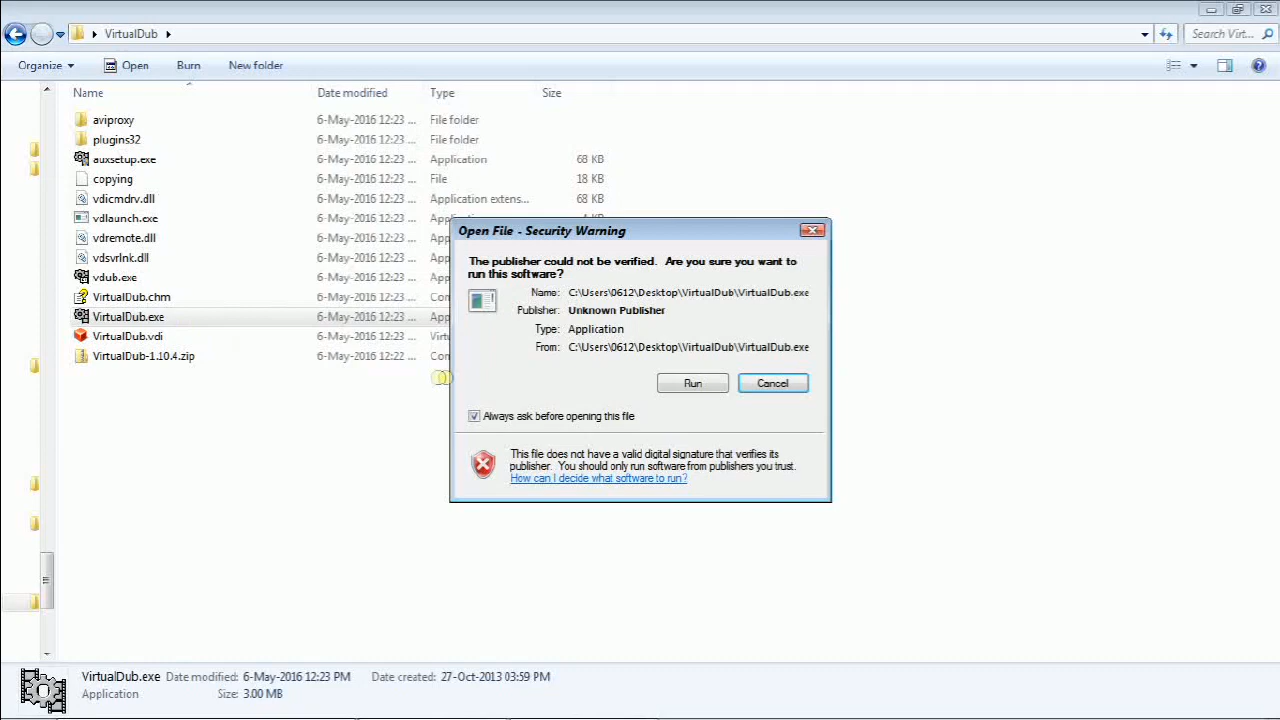 VirtualDub
Search Virt...
Organize
Open
Burn
New folder
Name
Date modified
Type
Size
aviproxy 6-May-2016 12:23 ... File folder
plugins32 6-May-2016 12:23 ... File folder
auxsetup.exe 6-May-2016 12:23 ... Application 68 KB
copying 6-May-2016 12:23 ... File 18 KB
vdicmdrv.dll 6-May-2016 12:23 ... Application extens... 68 KB
vdlaunch.exe 6-May-2016 12:23 ...
vdremote.dll 6-May-2016 12:23 ... App
vdsvrlnk.dll 6-May-2016 12:23 ... App
vdub.exe 6-May-2016 12:23 ... App
VirtualDub.chm 6-May-2016 12:23 ... Con
VirtualDub.exe 6-May-2016 12:23 ... App
VirtualDub.vdi 6-May-2016 12:23 ... Virt
VirtualDub-1.10.4.zip 6-May-2016 12:22 ... Con
Open File - Security Warning
The publisher could not be verified. Are you sure you want to
run this software?
Name: C:\Users\0612\Desktop\VirtualDub\VirtualDub.exe
Publisher: Unknown Publisher
Type: Application
From: C:\Users\0612\Desktop\VirtualDub\VirtualDub.exe
Run
Cancel
Always ask before opening this file
This file does not have a valid digital signature that verifies its
publisher. You should only run software from publishers you trust.
How can I decide what software to run?
VirtualDub.exe Date modified: 6-May-2016 12:23 PM Date created: 27-Oct-2013 03:59 PM
Application Size: 3.00 MB